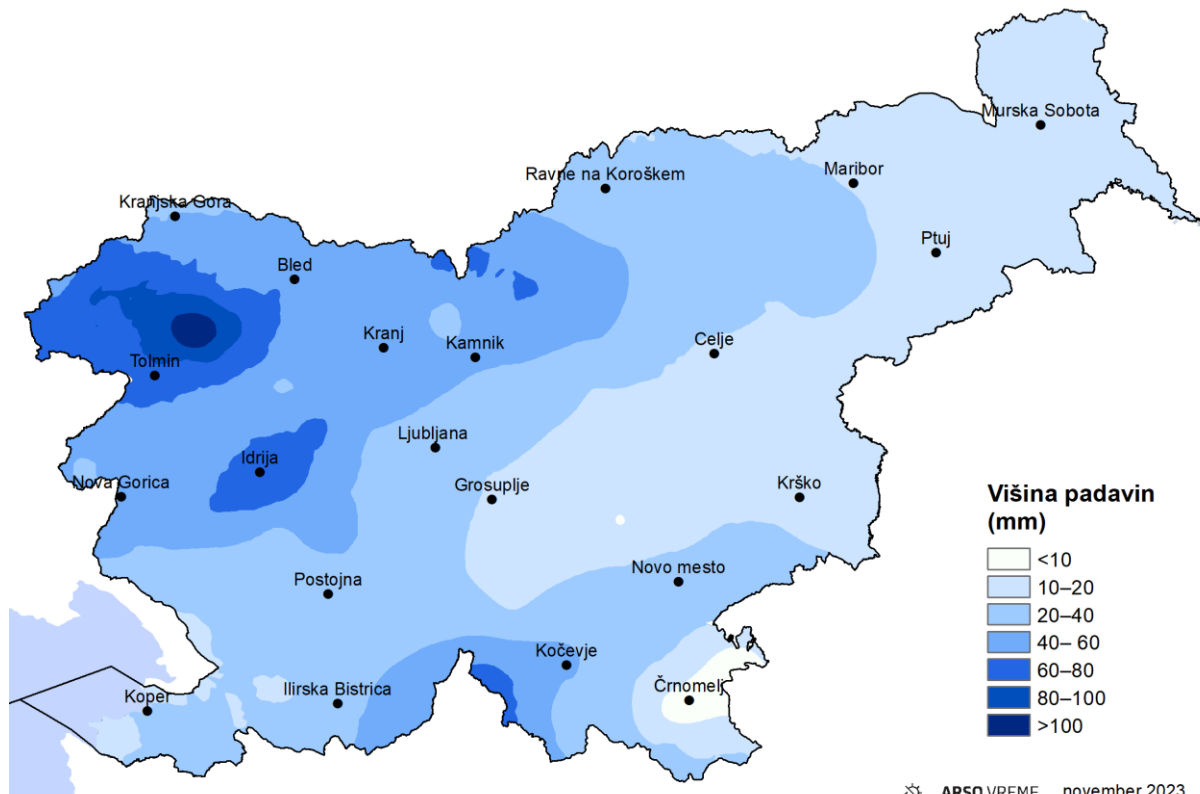 Murska Sobota
Ravne na Koroškem
Maribor
Kranjska Gora
Ptuj
Bled
Kranj
Kamnik
Celje
Tolmin
Ljubljana
Idrija
Nova Gorica
Grosuplje
Krško
Postojna
Novo mesto
Kočevje
Koper
Ilirska Bistrica
Črnomelj
Višina padavin
(mm)
<10
10–20
20–40
40– 60
60–80
80–100
>100
ARSO VREME november 2023